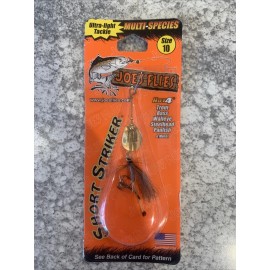 Ultra-light
Tackle
MULTI-SPECIES
Size
10
JOE'S FLIES
Trout
Bass
Walleye
Steelhead
Panfish
SHORT STRIKER
See Back of Card for Pattern